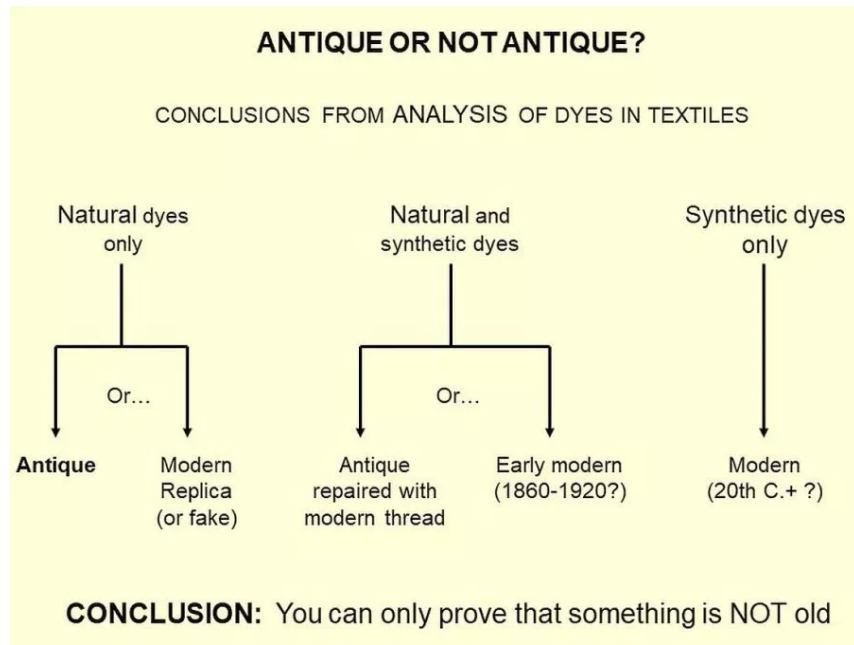 ANTIQUE OR NOT ANTIQUE?
CONCLUSIONS FROM ANALYSIS OF DYES IN TEXTILES
Natural dyes
only
Natural and
synthetic dyes
Synthetic dyes
only
Or...
Or...
Antique
Modern
Replica
(or fake)
Antique
repaired with
modern thread
Early modern
(1860-1920?)
Modern
(20th C.+ ?)
CONCLUSION: You can only prove that something is NOT old